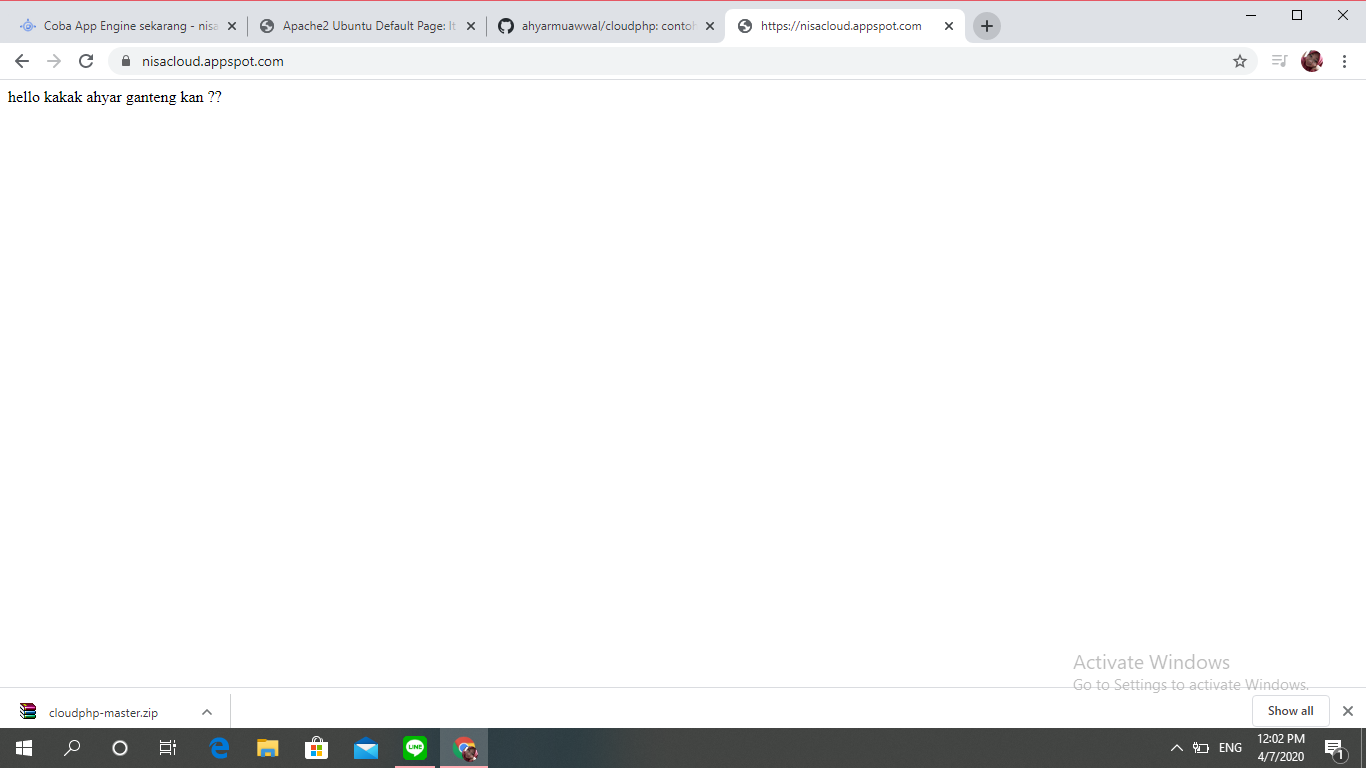 Coba App Engine sekarang - nisa
Apache2 Ubuntu Default Page: It
ahyarmuawwal/cloudphp: contoh
https://nisacloud.appspot.com
nisacloud.appspot.com
hello kakak ahyar ganteng kan ??
Activate Windows
Go to Settings to activate Windows.
cloudphp-master.zip
Show all
LINE
ENG
12:02 PM
4/7/2020
1